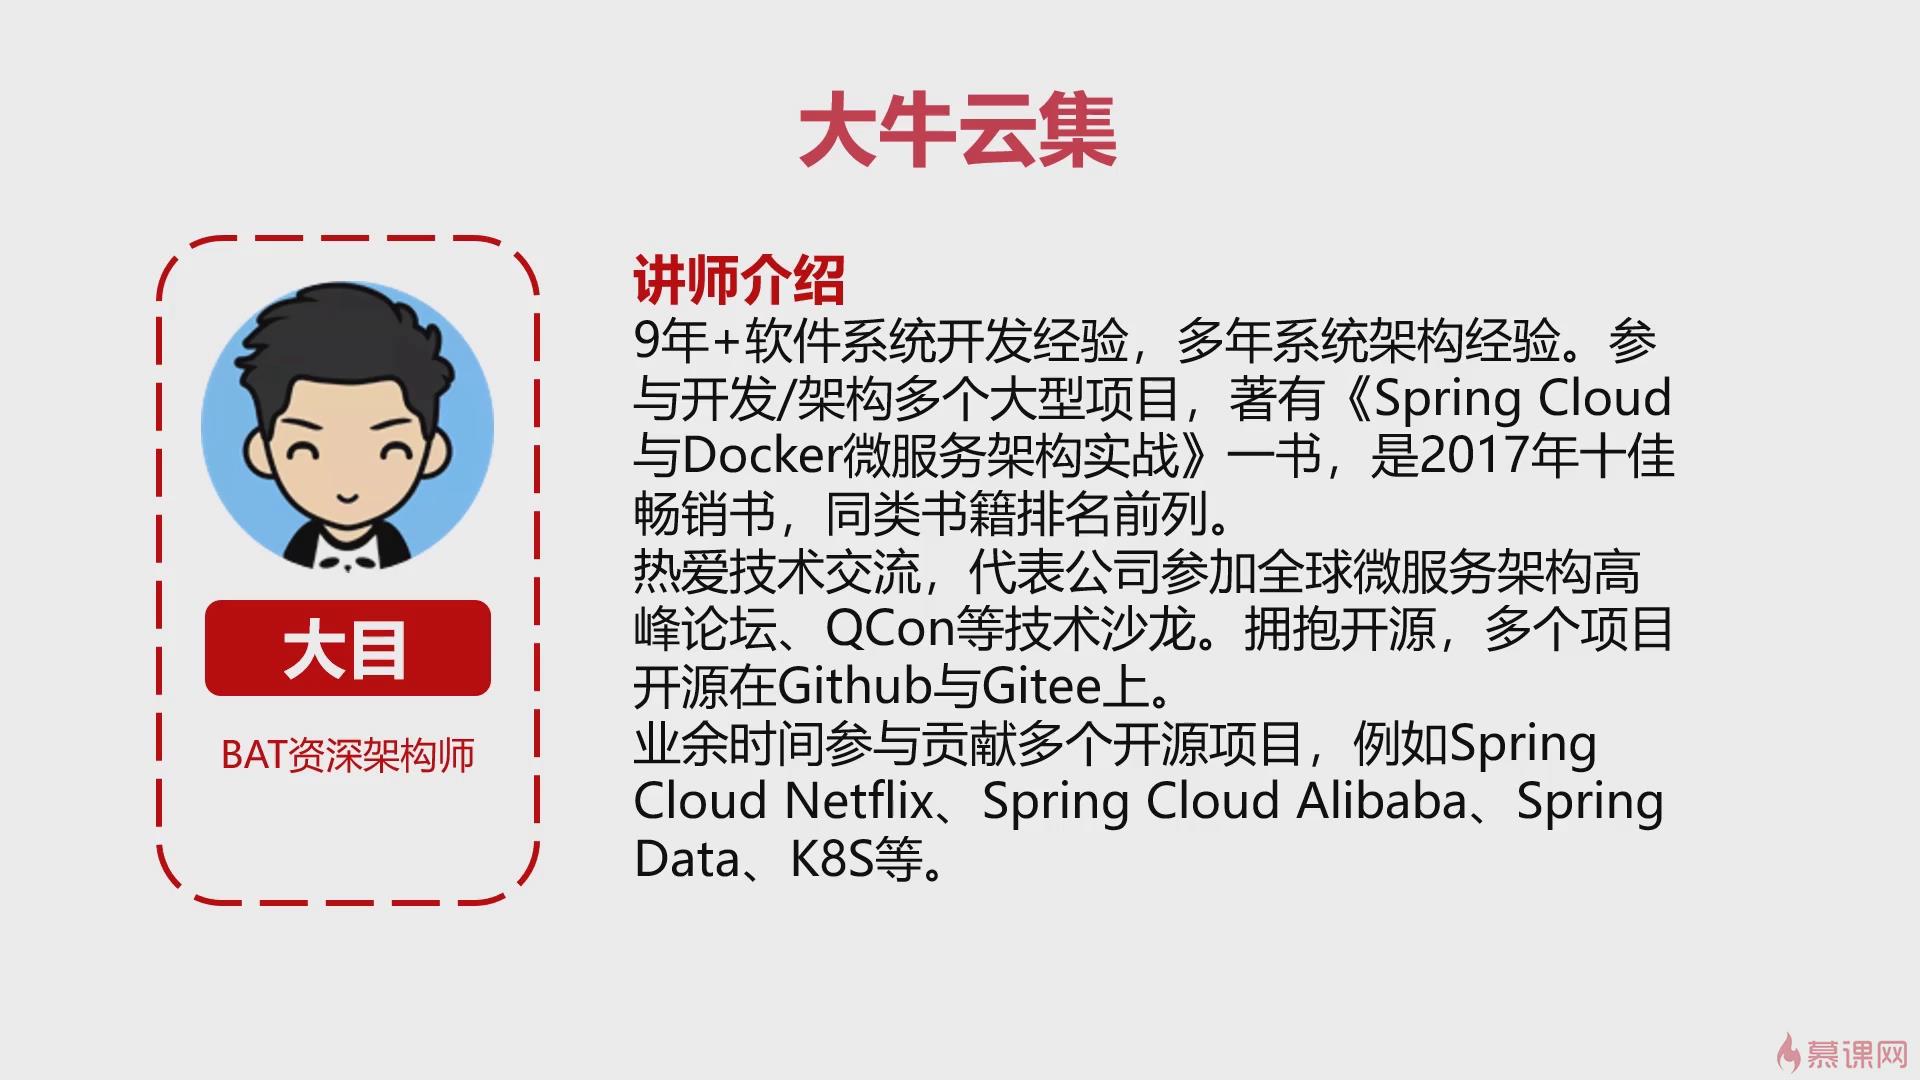 大牛云集
大目
BAT资深架构师
讲师介绍
9年+软件系统开发经验，多年系统架构经验。参
与开发/架构多个大型项目，著有《Spring Cloud
与Docker微服务架构实战》一书，是2017年十佳
畅销书，同类书籍排名前列。
热爱技术交流，代表公司参加全球微服务架构高
峰论坛、QCon等技术沙龙。拥抱开源，多个项目
开源在Github与Gitee上。
业余时间参与贡献多个开源项目，例如Spring
Cloud Netflix、Spring Cloud Alibaba、Spring
Data、K8S等。
慕课网